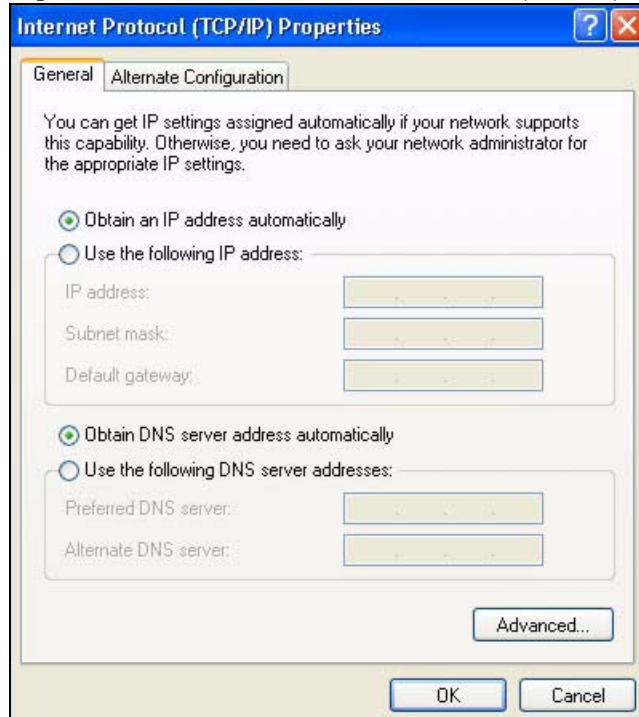 Internet Protocol (TCP/IP) Properties
General
Alternate Configuration
You can get IP settings assigned automatically if your network supports
this capability. Otherwise, you need to ask your network administrator for
the appropriate IP settings.
Obtain an IP address automatically
Use the following IP address:
IP address:
Subnet mask:
Default gateway:
Obtain DNS server address automatically
Use the following DNS server addresses:
Preferred DNS server:
Alternate DNS server:
Advanced...
OK
Cancel